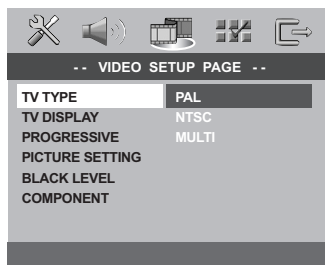 -- VIDEO SETUP PAGE --
TV TYPE PAL
TV DISPLAY NTSC
PROGRESSIVE MULTI
PICTURE SETTING
BLACK LEVEL
COMPONENT